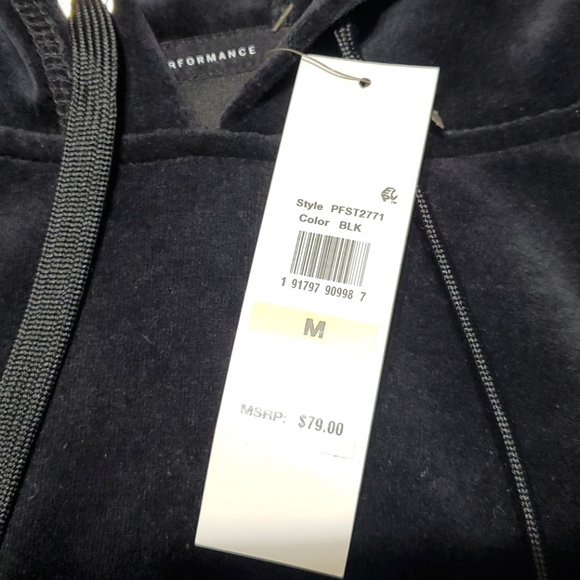 RFORMANCE
Style PFST2771
Color BLK
1 91797 90998 7
M
MSRP: $79.00